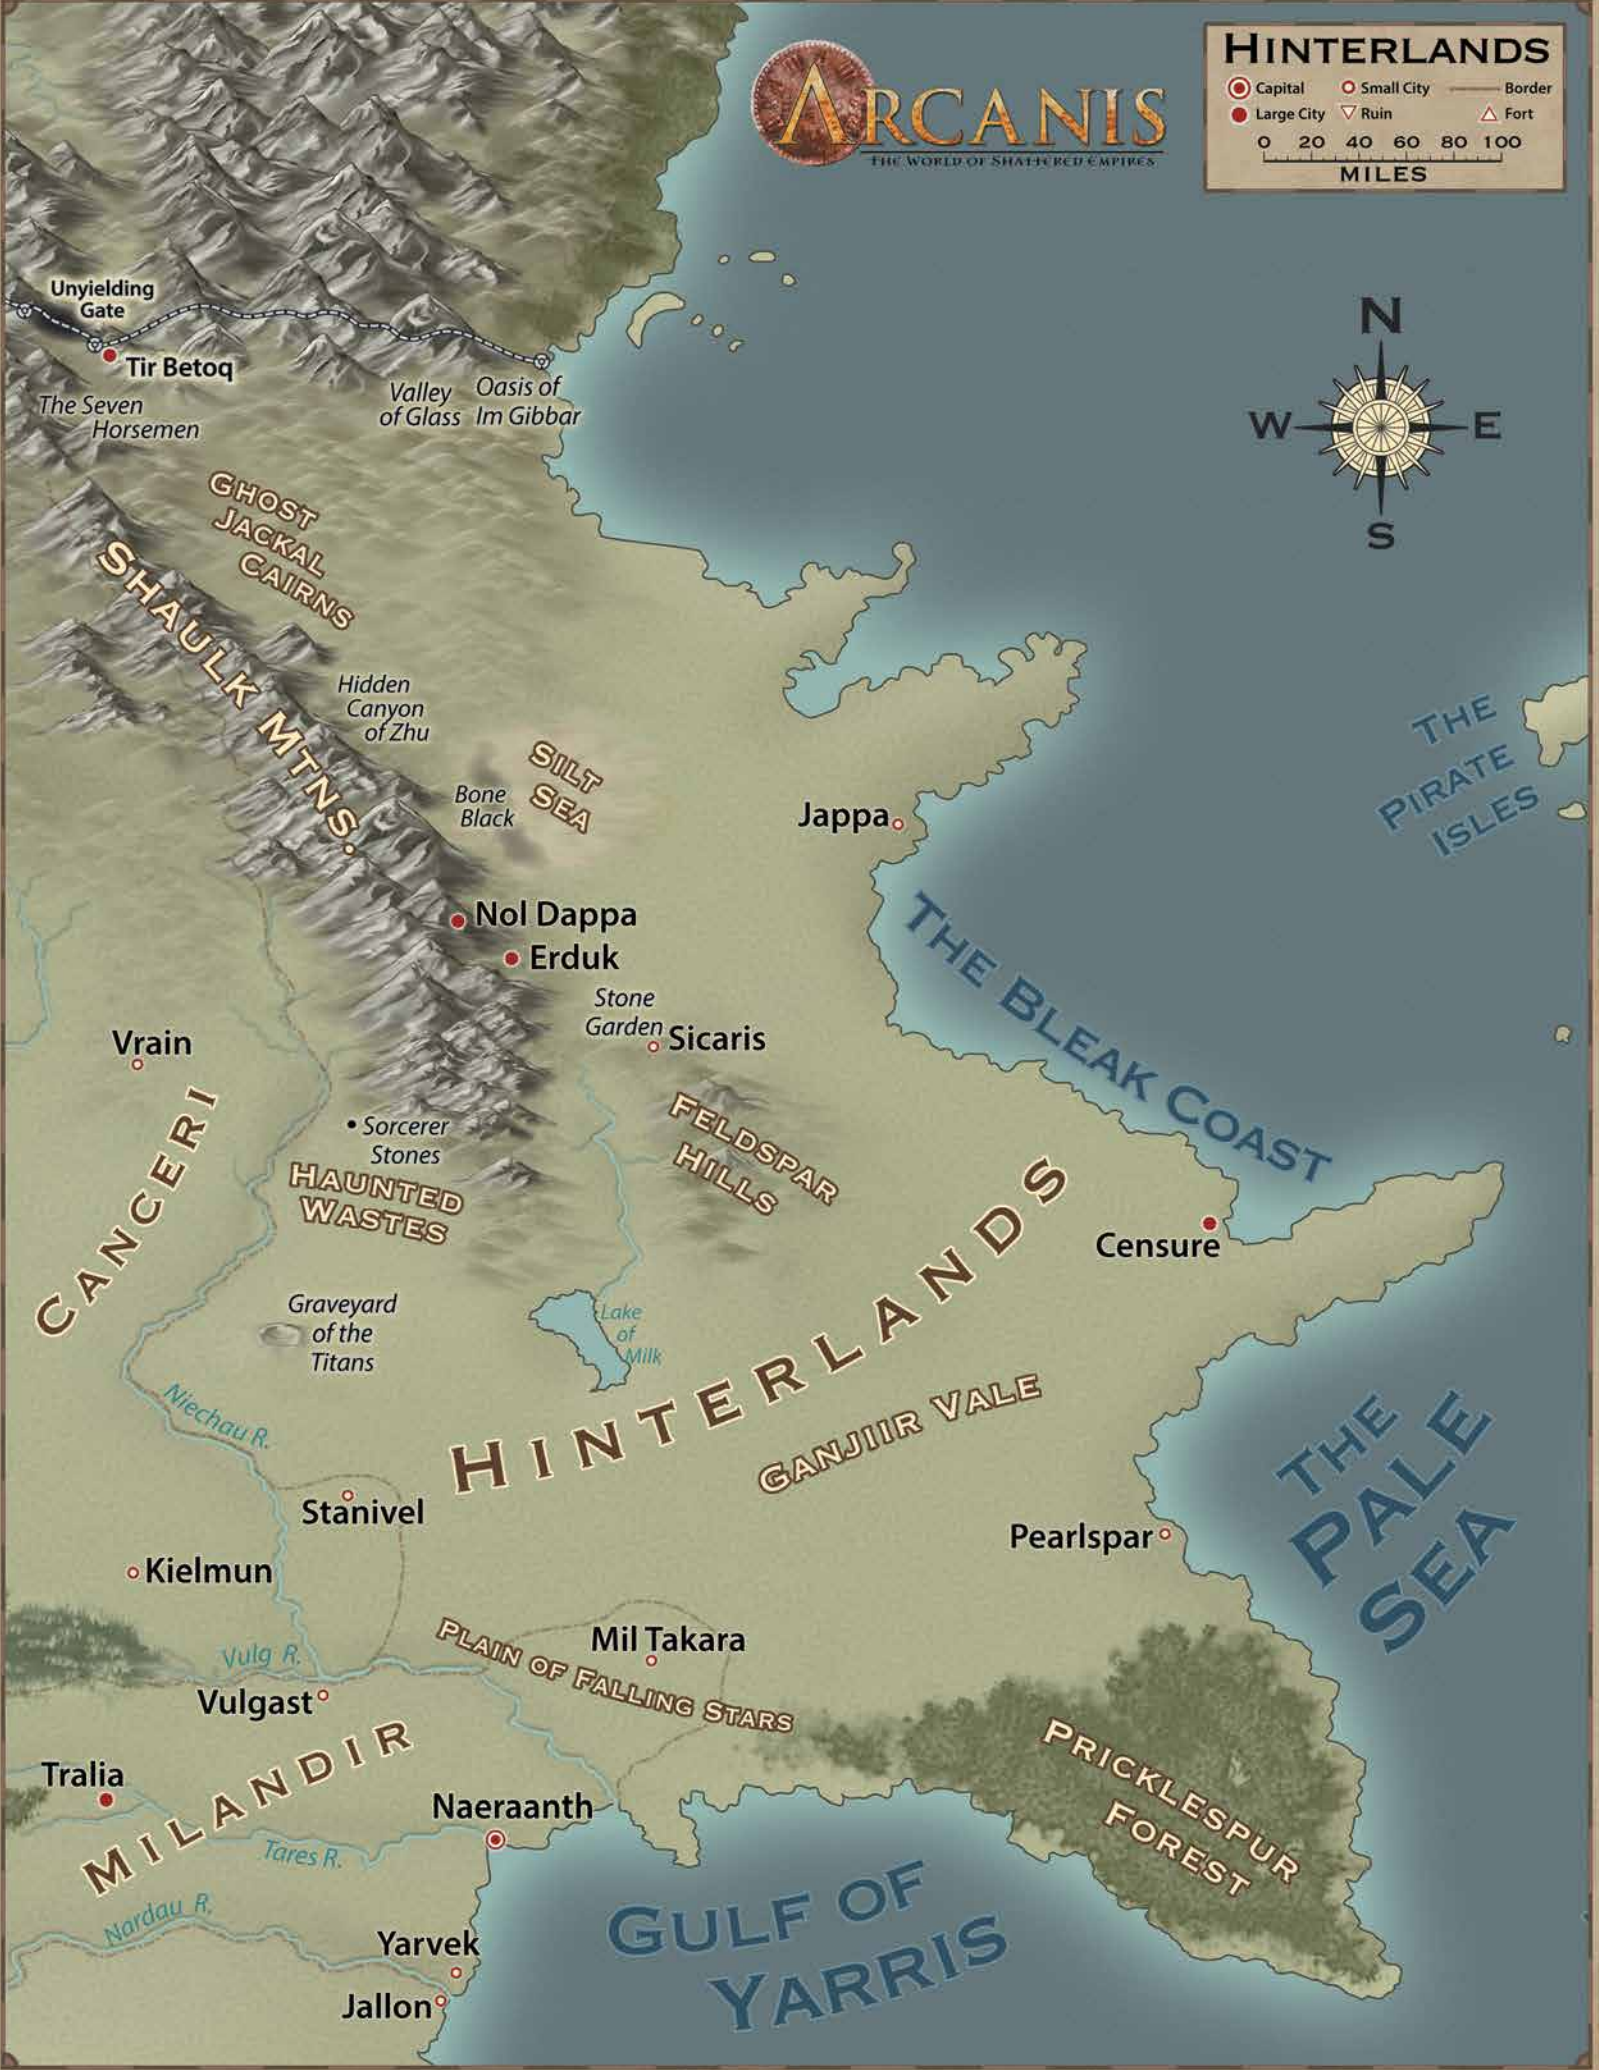 HINTERLANDS
Capital
Small City
Border
Large City
Ruin
Fort
0 20 40 60 80 100
MILES
ARCANIS
THE WORLD OF SHATTERED EMPIRES
N
W
E
S
Unyielding
Gate
Tir Betoq
The Seven
Horsemen
Valley
of Glass
Oasis of
Im Gibbar
GHOST
JACKAL
CAIRNS
SHAULK MTNS.
Hidden
Canyon
of Zhu
SILT
SEA
Bone
Black
THE
PIRATE
ISLES
Jappa
Nol Dappa
Erduk
THE BLEAK COAST
Stone
Garden
Sicaris
Vrain
CANCERI
Sorcerer
Stones
HAUNTED
WASTES
FELDSPAR
HILLS
Censure
Graveyard
of the
Titans
Lake
of
Milk
HINTERLANDS
GANJIIR VALE
THE
PALE
SEA
Niechau R.
Stanivel
Pearlspar
Kielmun
Vulg R.
PLAIN OF FALLING STARS
Mil Takara
Vulgast
MILANDIR
Tralia
Naeraanth
PRICKLESPUR
FOREST
Tares R.
Nardau R.
GULF OF
YARRIS
Yarvek
Jallon